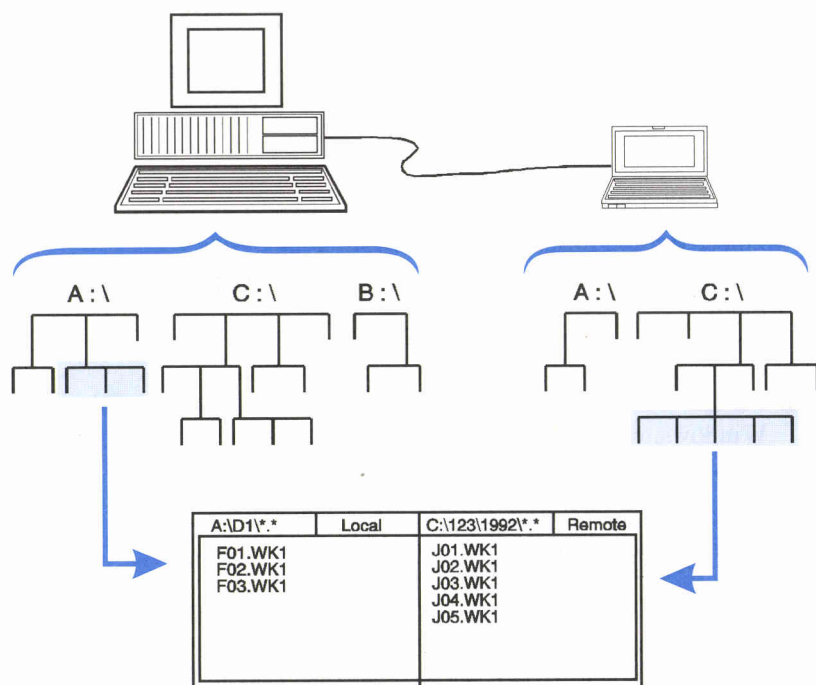 A:\ C:\ B:\ A:\ C:\
A:\D1\*.* Local C:\123\1992\*.* Remote
F01.WK1 J01.WK1
F02.WK1 J02.WK1
F03.WK1 J03.WK1
J04.WK1
J05.WK1